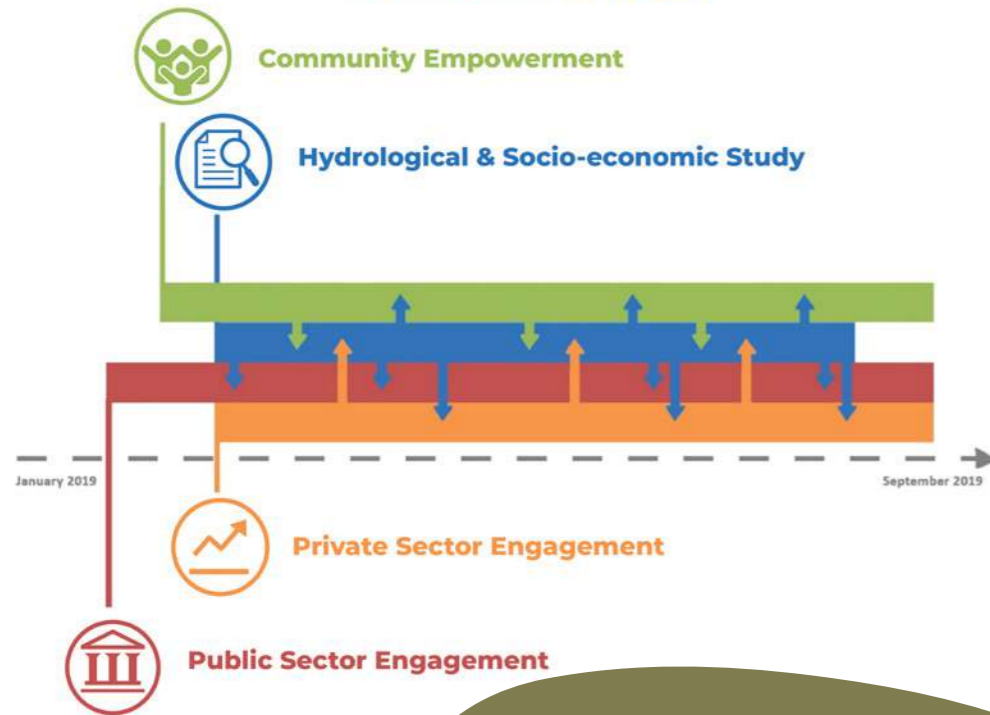 Community Empowerment
Hydrological & Socio-economic Study
January 2019
September 2019
Private Sector Engagement
Public Sector Engagement